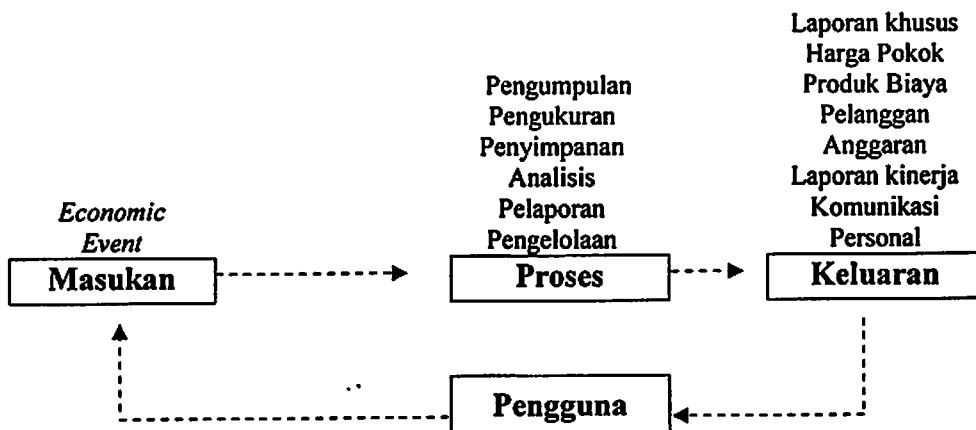 Economic
Event
Masukan
Pengumpulan
Pengukuran
Penyimpanan
Analisis
Pelaporan
Pengelolaan
Proses
Laporan khusus
Harga Pokok
Produk Biaya
Pelanggan
Anggaran
Laporan kinerja
Komunikasi
Personal
Keluaran
Pengguna